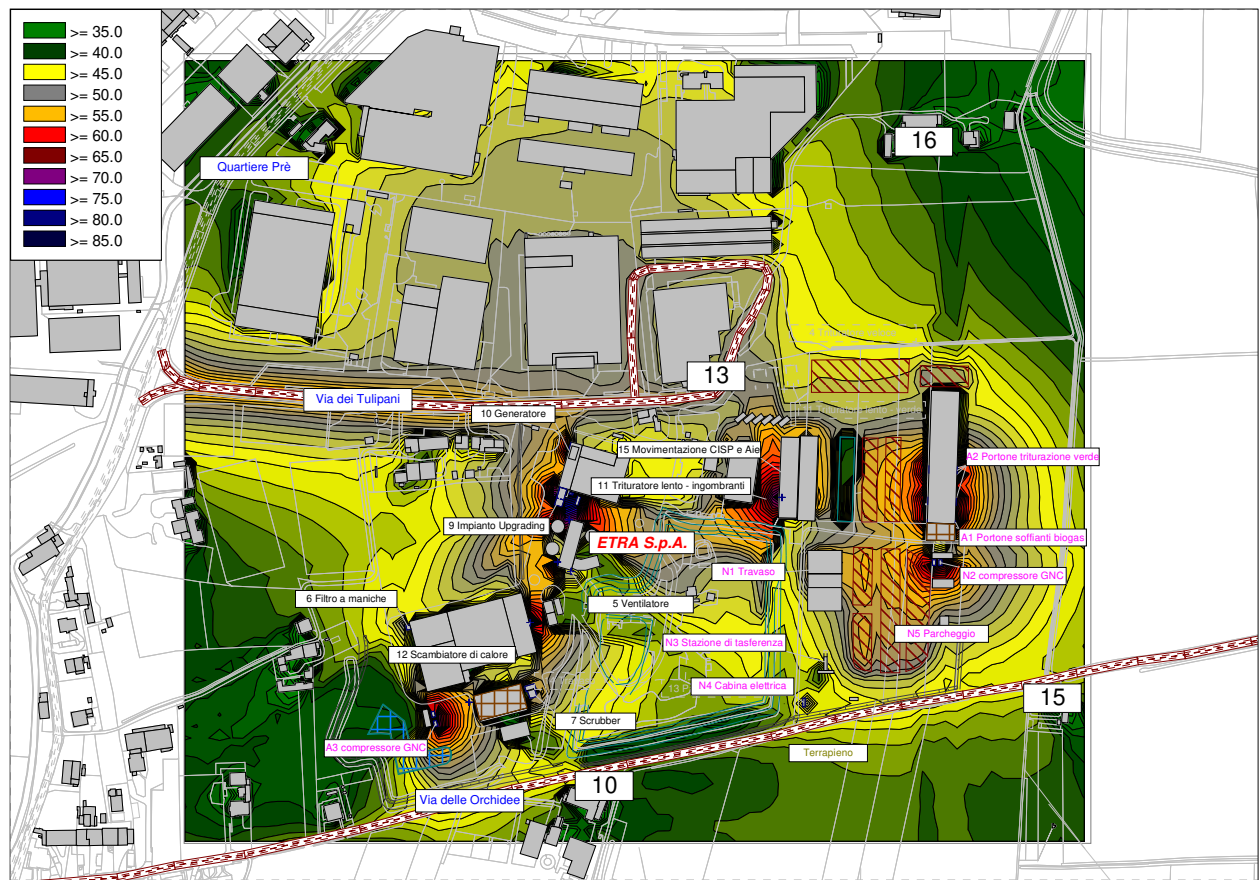 >= 35.0
>= 40.0
>= 45.0
>= 50.0
>= 55.0
>= 60.0
>= 65.0
>= 70.0
>= 75.0
>= 80.0
>= 85.0
Quartiere Prè
16
13
Via dei Tulipani
10 Generatore
15 Movimentazione CISP e Aie
A2 Portone triturazione verde
11 Trituratore lento - ingombranti
9 Impianto Upgrading
ETRA S.p.A.
A1 Portone soffianti biogas
N1 Travaso
N2 compressore GNC
6 Filtro a maniche
5 Ventilatore
N5 Parcheggio
N3 Stazione di tasferenza
12 Scambiatore di calore
N4 Cabina elettrica
15
7 Scrubber
A3 compressore GNC
Terrapieno
10
Via delle Orchidee